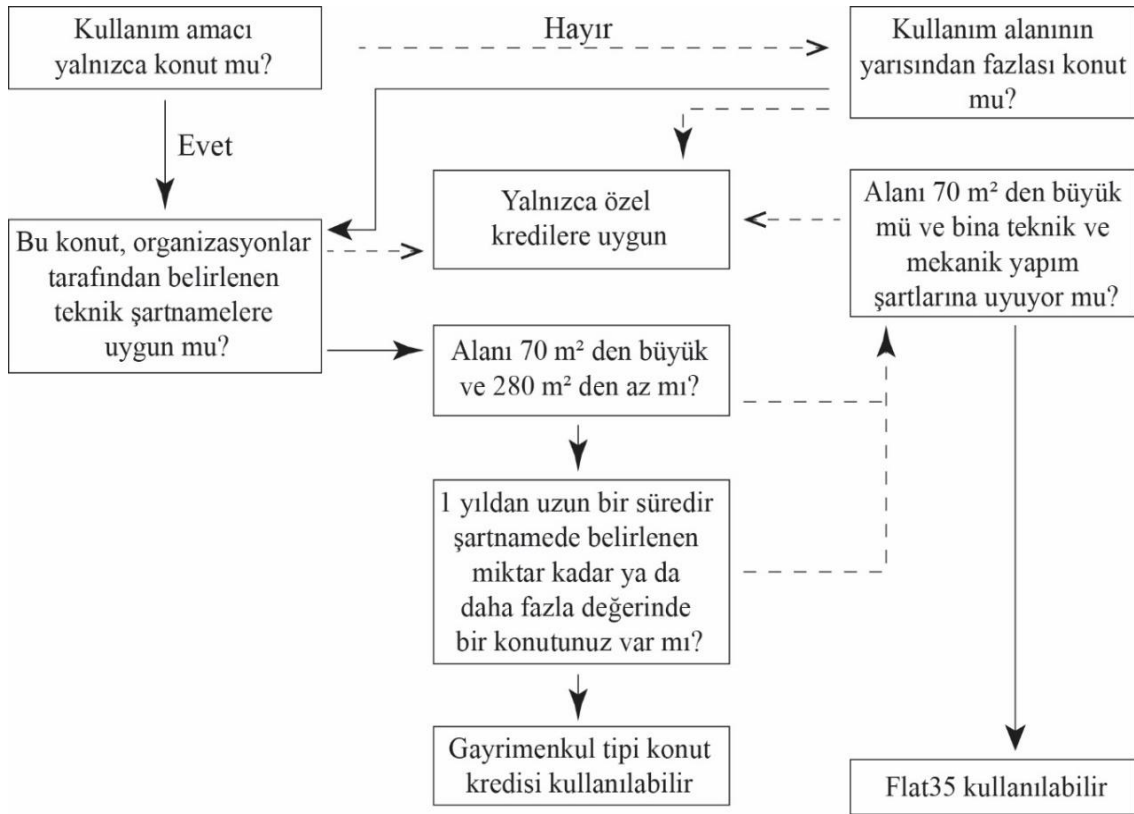 Kullanım amacı
yalnızca konut mu?
Hayır
Kullanım alanının
yarısından fazlası konut
mu?
Evet
Bu konut, organizasyonlar
tarafından belirlenen
teknik şartnamelere
uygun mu?
Yalnızca özel
kredilere uygun
Alanı 70 m² den büyük
mü ve bina teknik ve
mekanik yapım
şartlarına uyuyor mu?
Alanı 70 m² den büyük
ve 280 m² den az mı?
1 yıldan uzun bir süredir
şartnamede belirlenen
miktar kadar ya da
daha fazla değerinde
bir konutunuz var mı?
Gayrimenkul tipi konut
kredisi kullanılabilir
Flat35 kullanılabilir